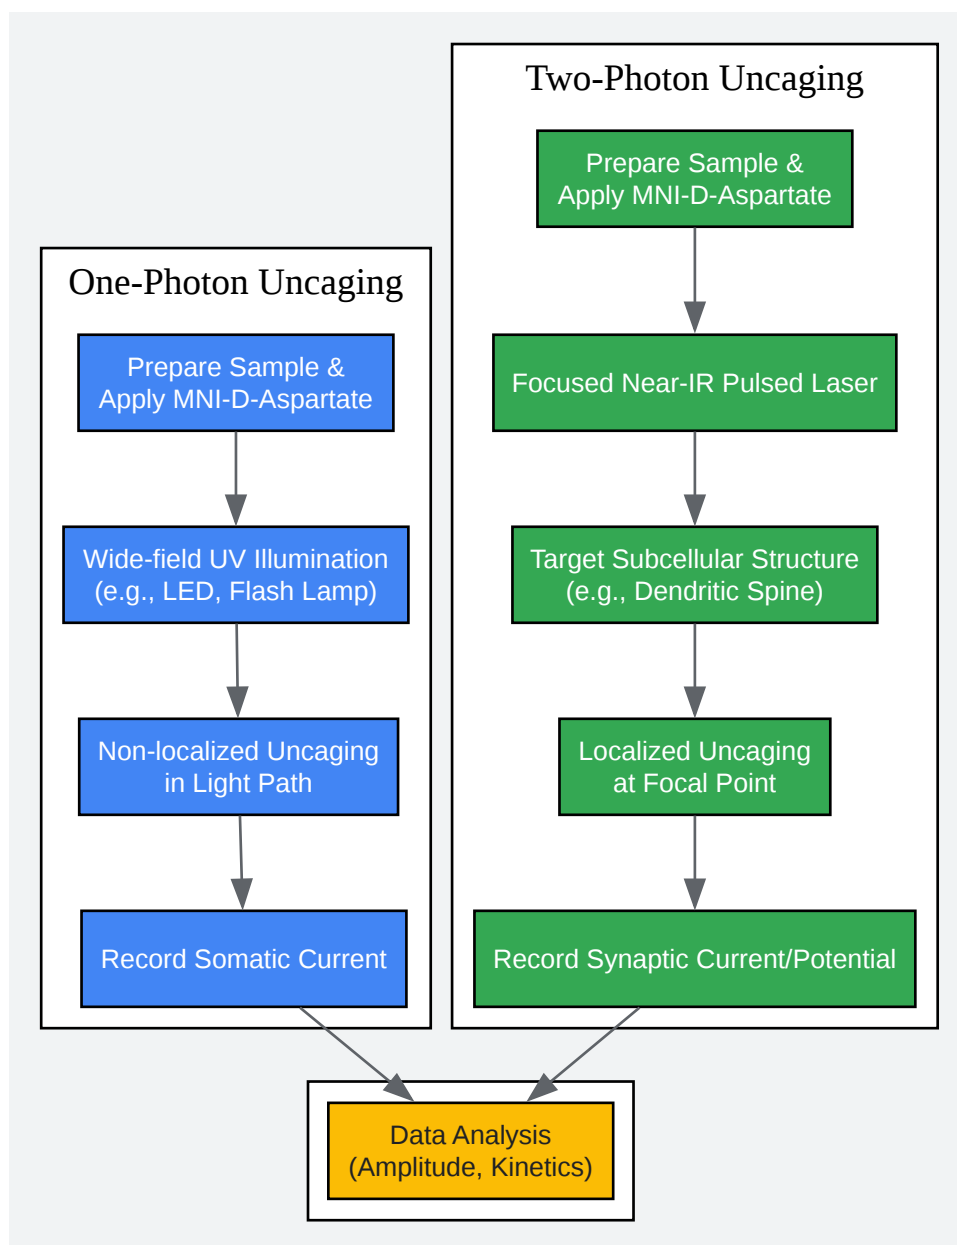 One-Photon Uncaging
Prepare Sample &
Apply MNI-D-Aspartate
Wide-field UV Illumination
(e.g., LED, Flash Lamp)
Non-localized Uncaging
in Light Path
Record Somatic Current
Two-Photon Uncaging
Prepare Sample &
Apply MNI-D-Aspartate
Focused Near-IR Pulsed Laser
Target Subcellular Structure
(e.g., Dendritic Spine)
Localized Uncaging
at Focal Point
Record Synaptic Current/Potential
Data Analysis
(Amplitude, Kinetics)